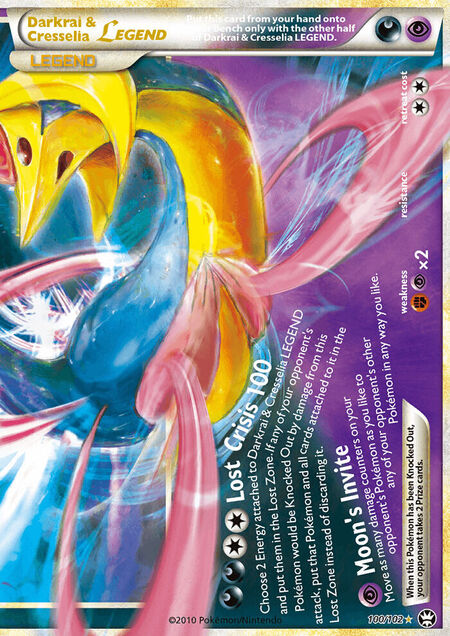 Darkrai &
Cresselia LEGEND
LEGEND
Put this card from your hand onto
your Bench only with the other half
of Darkrai & Cresselia LEGEND.
Lost Crisis 100
Choose 2 Energy attached to Darkrai & Cresselia LEGEND
and put them in the Lost Zone. If any of your opponent's
Pokémon would be Knocked Out by damage from this
attack, put that Pokémon and all cards attached to it in the
Lost Zone instead of discarding it.
Moon's Invite
Move as many damage counters on your
opponent's Pokémon as you like to
any of your opponent's other
Pokémon in any way you like.
weakness
×2
resistance
retreat cost
When this Pokémon has been Knocked Out,
your opponent takes 2 Prize cards.
©2010 Pokémon/Nintendo
100/102